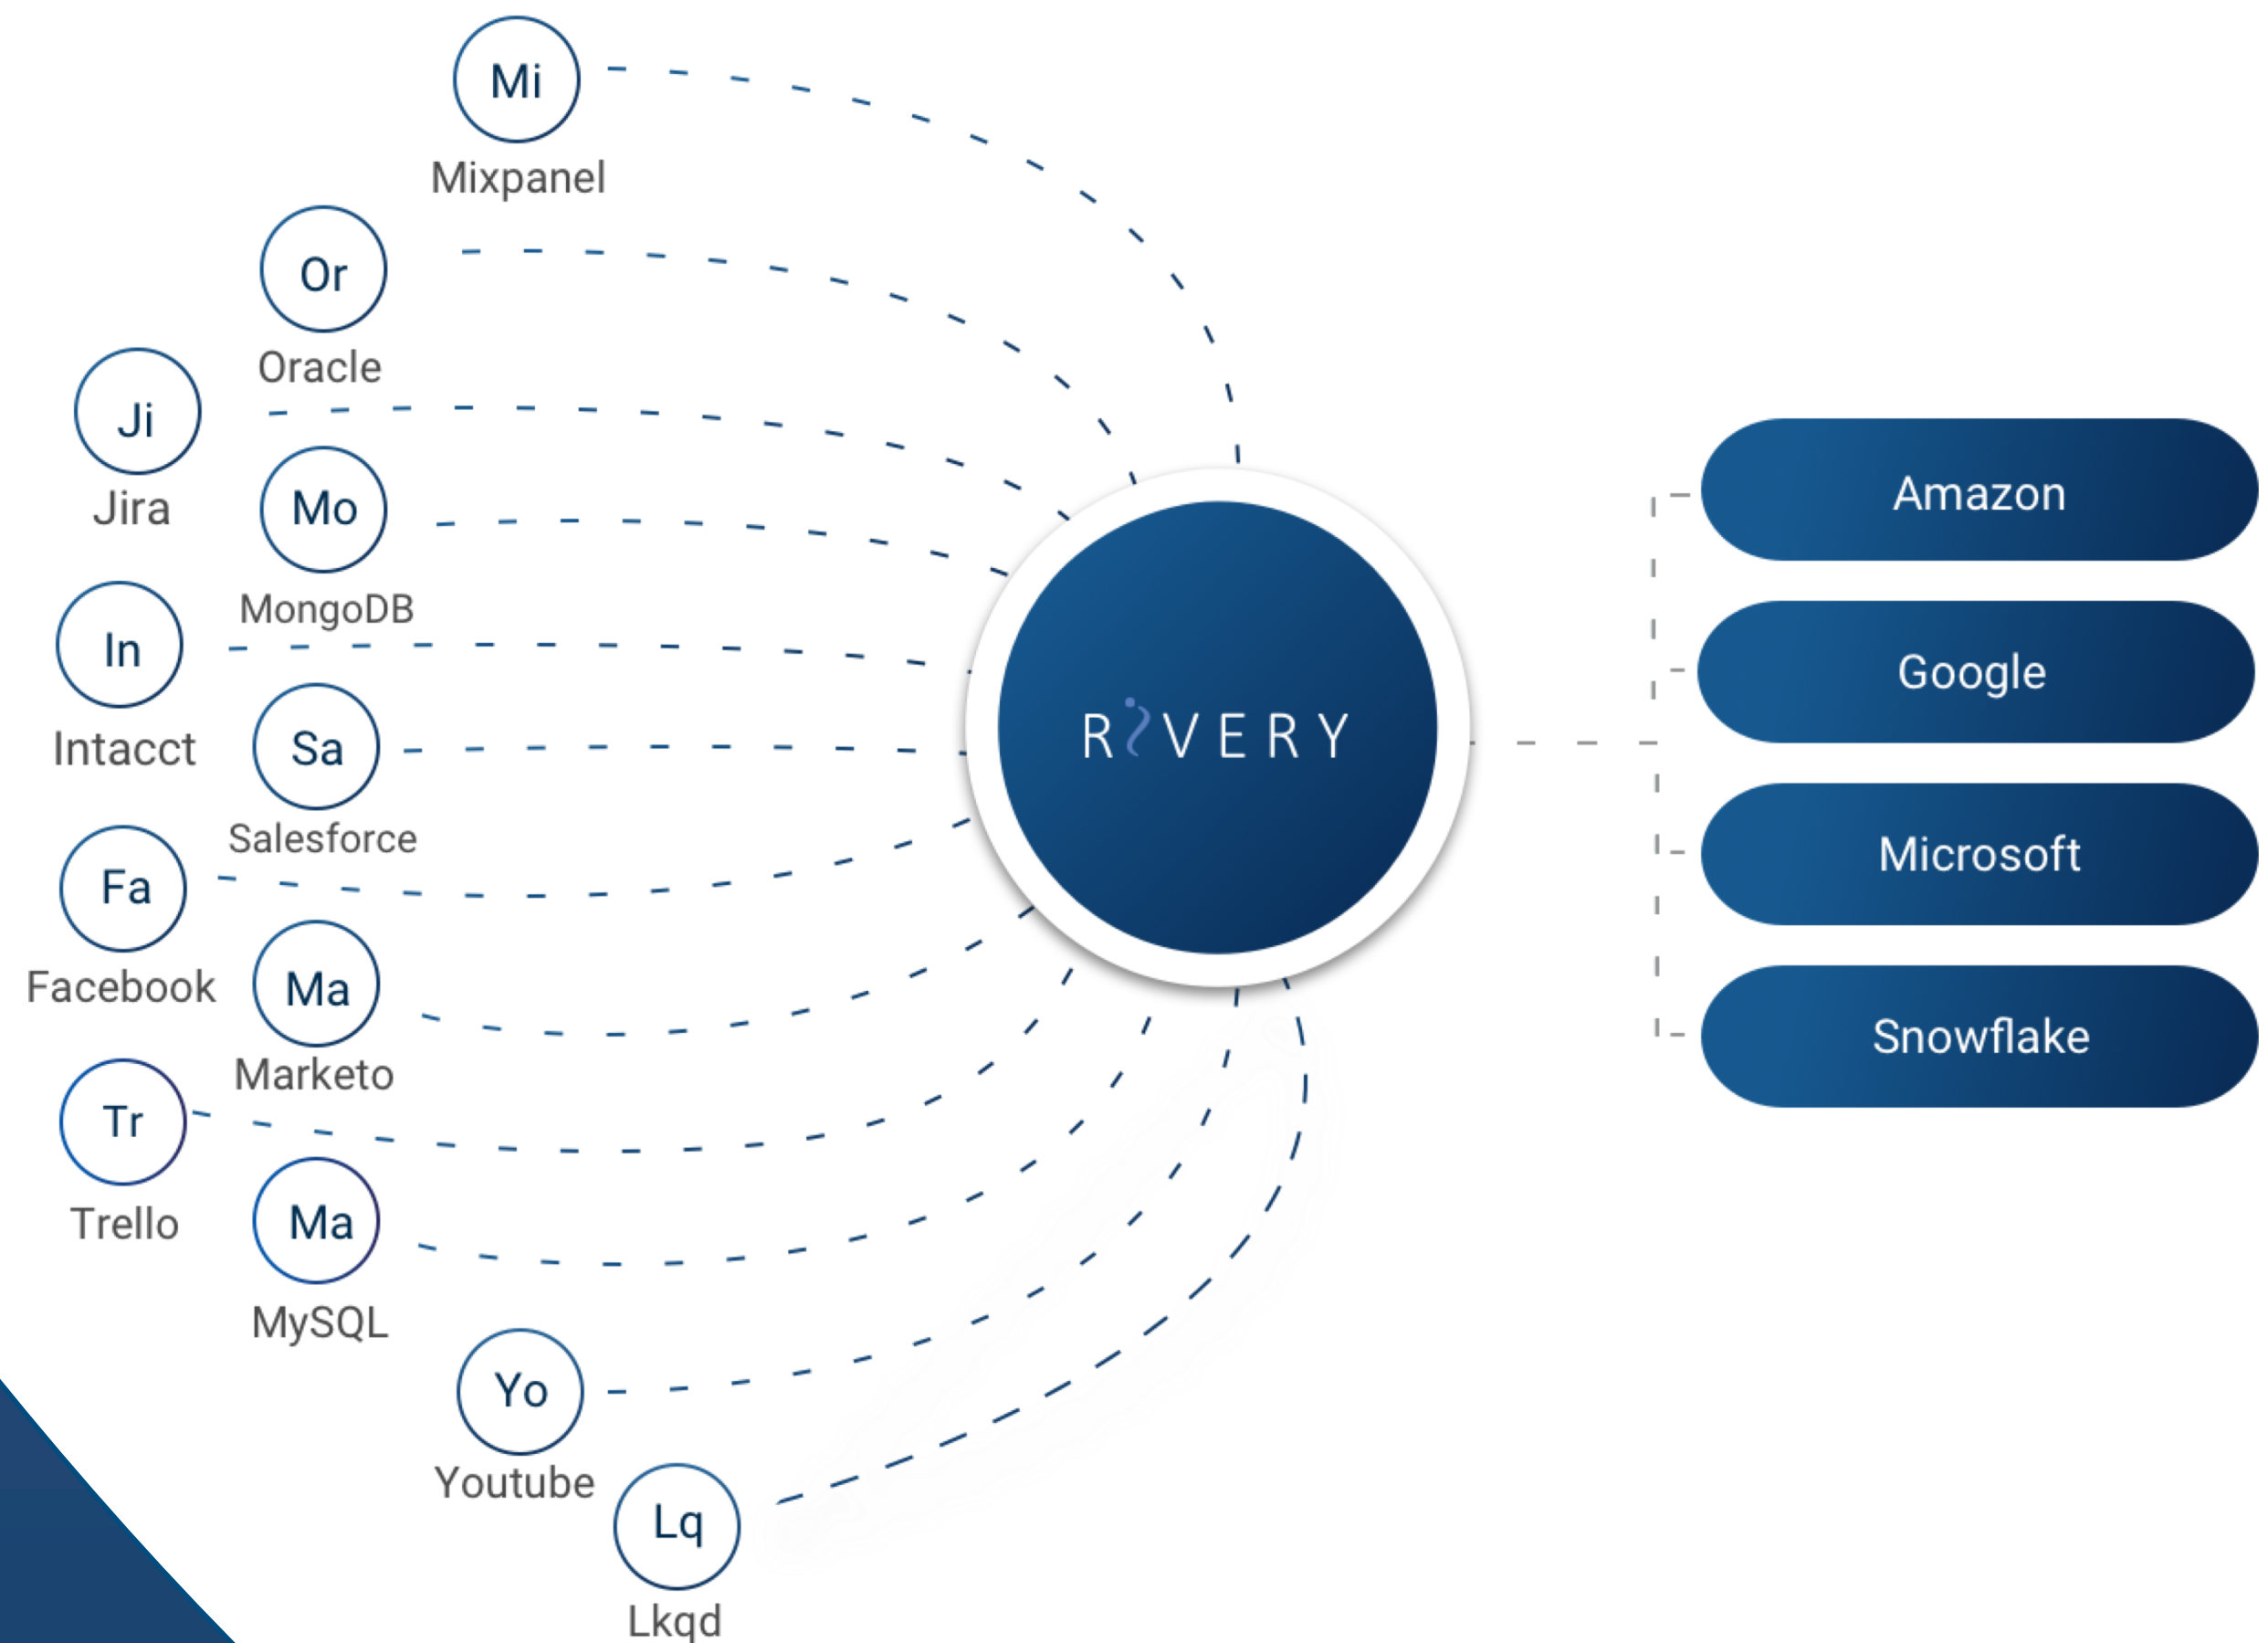 Mi
Mixpanel
Or
Oracle
Ji
Jira
Mo
MongoDB
In
Intacct
Sa
Salesforce
Fa
Facebook
Ma
Marketo
Tr
Trello
Ma
MySQL
Yo
Youtube
Lq
Lkqd
RIVERY
Amazon
Google
Microsoft
Snowflake